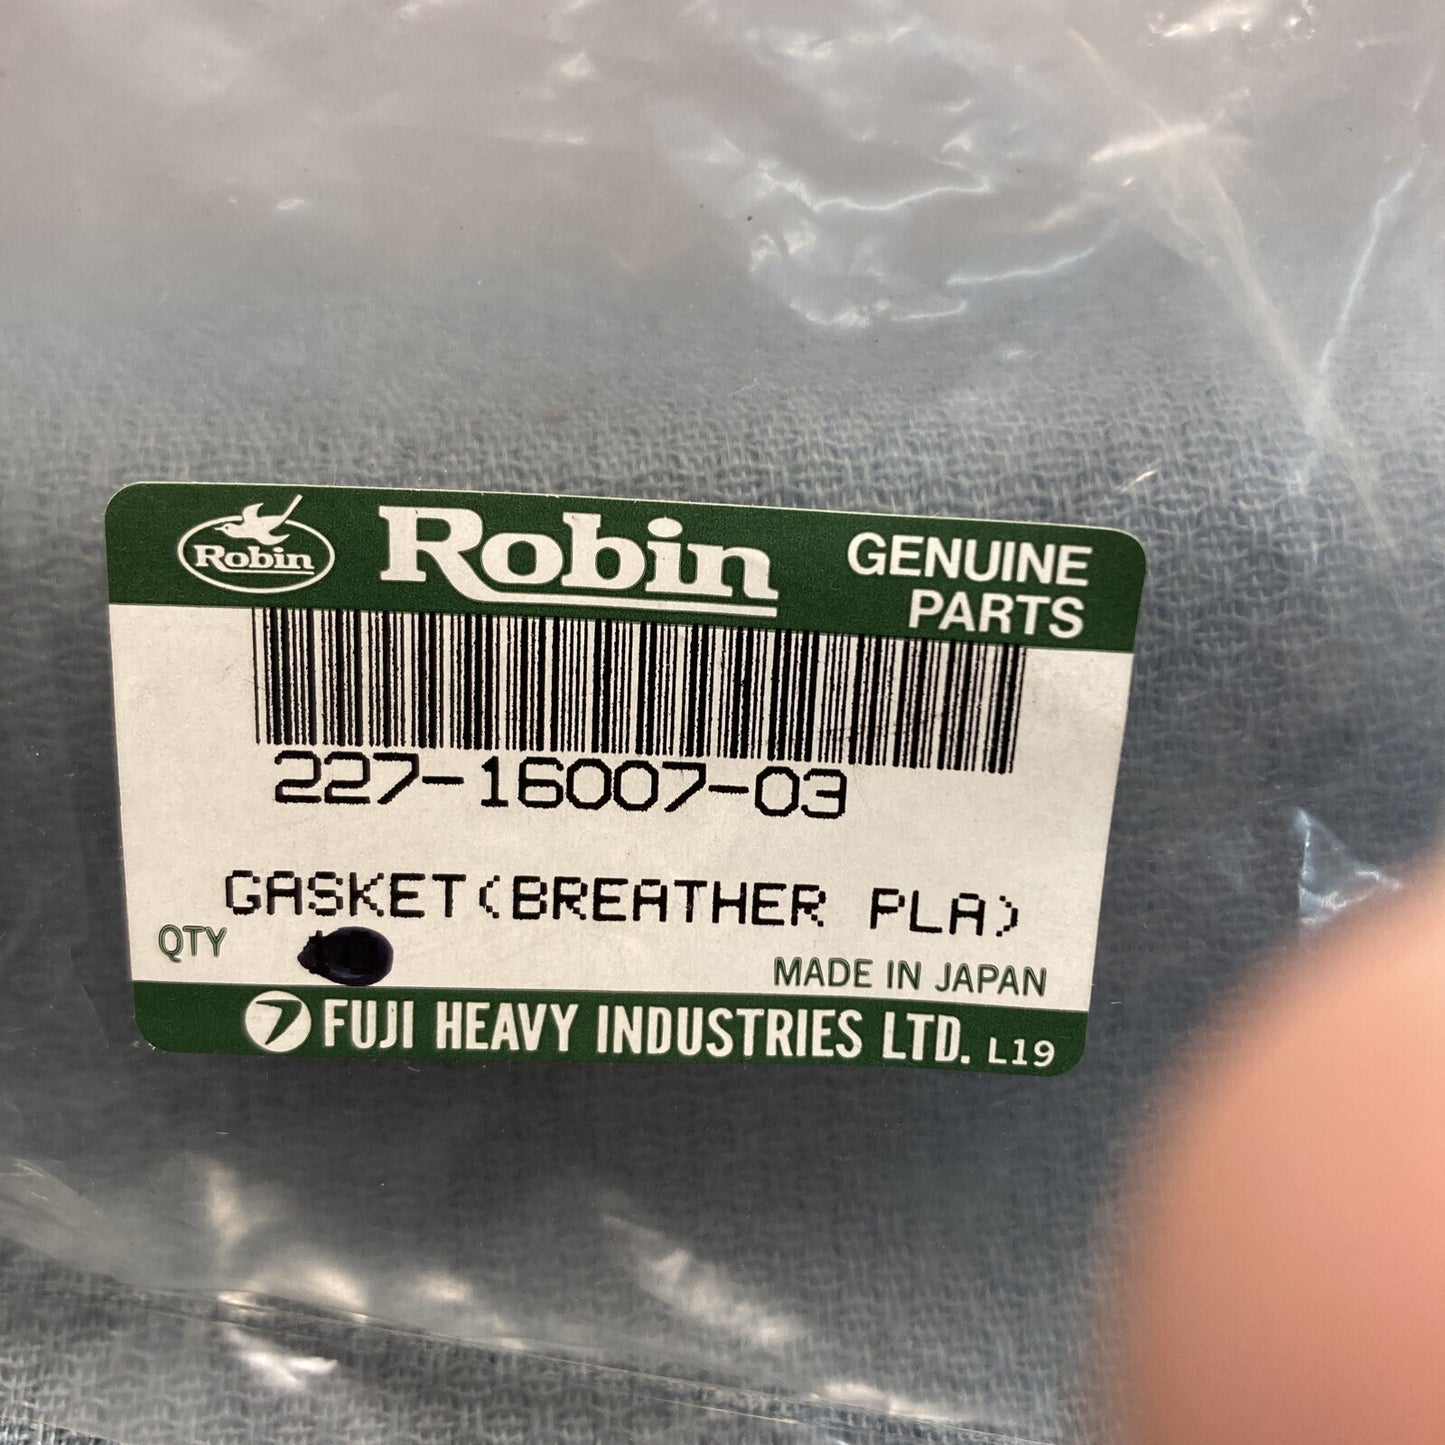 Robin
Robin
GENUINE
PARTS
227-16007-03
GASKET(BREATHER PLA)
QTY
MADE IN JAPAN
FUJI HEAVY INDUSTRIES LTD. L19